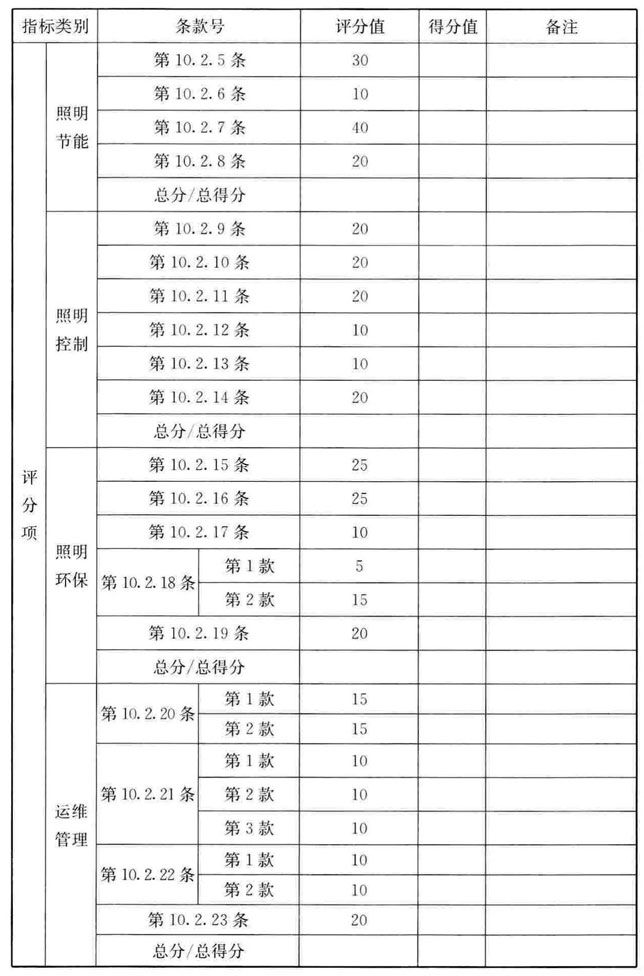 指标类别 条款号 评分值 得分值 备注
评分项
照明节能
第 10.2.5 条 30
第 10.2.6 条 10
第 10.2.7 条 40
第 10.2.8 条 20
总分/总得分
照明控制
第 10.2.9 条 20
第 10.2.10 条 20
第 10.2.11 条 20
第 10.2.12 条 10
第 10.2.13 条 10
第 10.2.14 条 20
总分/总得分
照明环保
第 10.2.15 条 25
第 10.2.16 条 25
第 10.2.17 条 10
第 10.2.18 条 第 1 款 5
第 2 款 15
第 10.2.19 条 20
总分/总得分
运维管理
第 10.2.20 条 第 1 款 15
第 2 款 15
第 10.2.21 条 第 1 款 10
第 2 款 10
第 3 款 10
第 10.2.22 条 第 1 款 10
第 2 款 10
第 10.2.23 条 20
总分/总得分